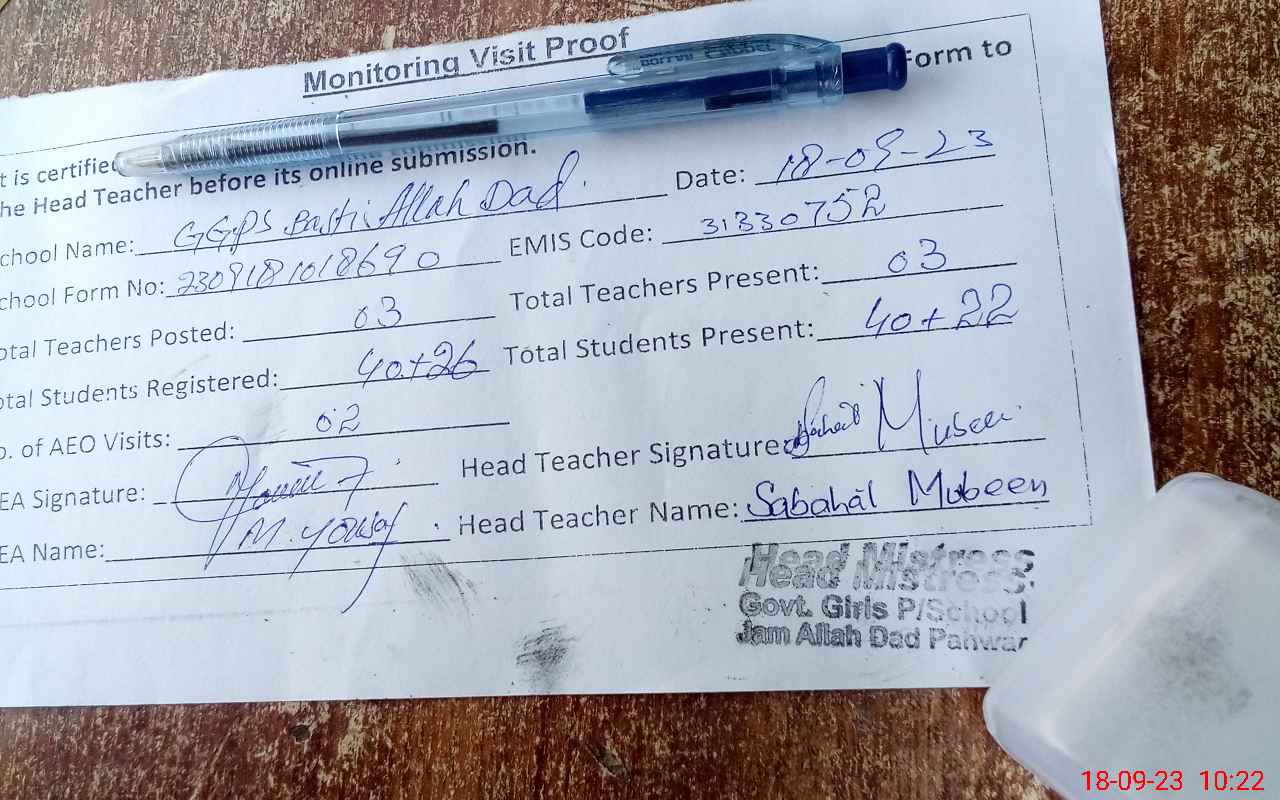 Monitoring Visit Proof
t is certified Form to
he Head Teacher before its online submission.
chool Name: GGPS Basti Allah Dad. Date: 18-09-23
chool Form No: 2309181018690 EMIS Code: 31330752
otal Teachers Posted: 03 Total Teachers Present: 03
otal Students Registered: 40+26 Total Students Present: 40+22
o. of AEO Visits: 02
EA Signature: Head Teacher Signature: Mubeen
EA Name: M. Yousaf. Head Teacher Name: Sabahat Mubeen
Head Mistress
Govt. Girls P/School
Jam Allah Dad Panwar
18-09-23 10:22